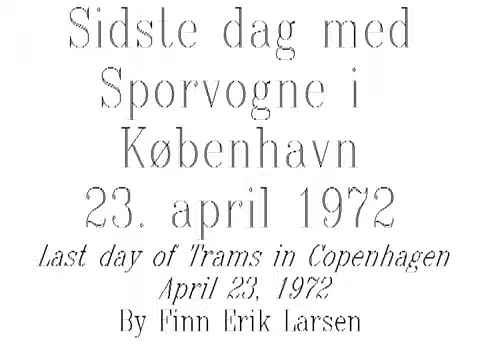 Sidste dag med
Sporvogne i
København
23. april 1972
Last day of Trams in Copenhagen
April 23, 1972
By Finn Erik Larsen